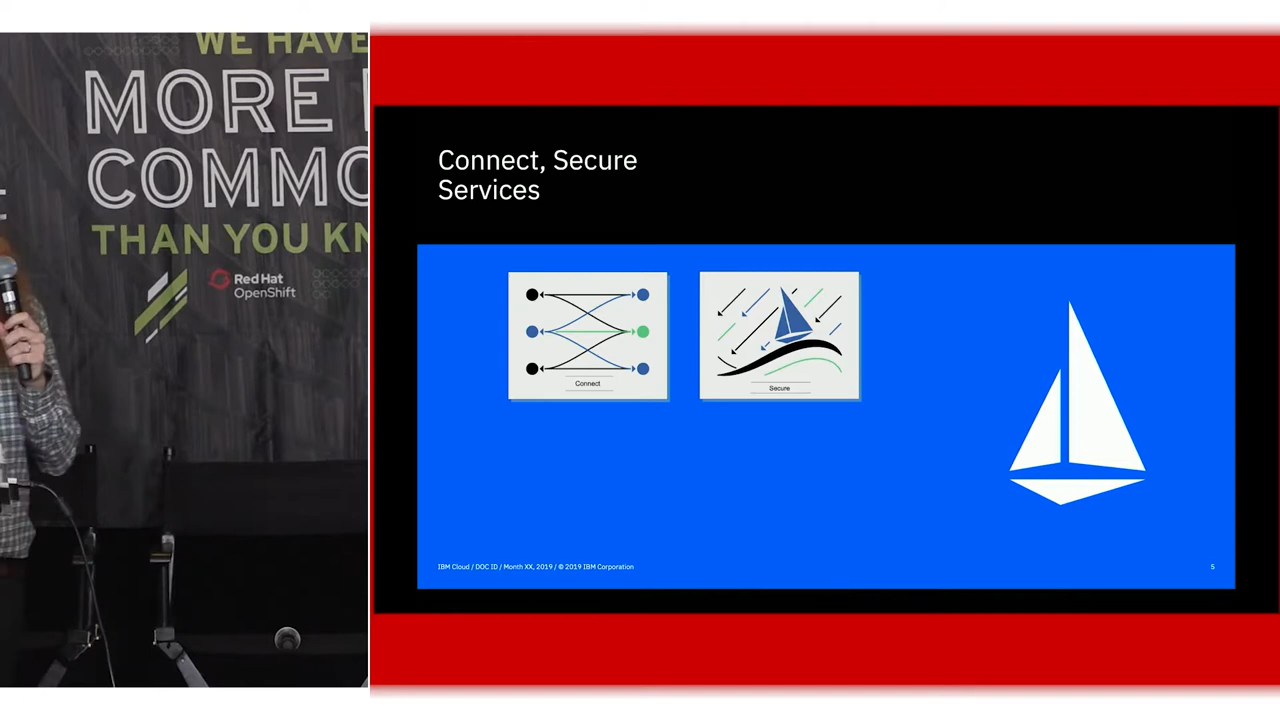 WE HAVE
MORE
COMMO
THAN YOU KN
Red Hat
OpenShift
Connect, Secure
Services
Connect
Secure
IBM Cloud / DOC ID / Month XX, 2019 / © 2019 IBM Corporation
5